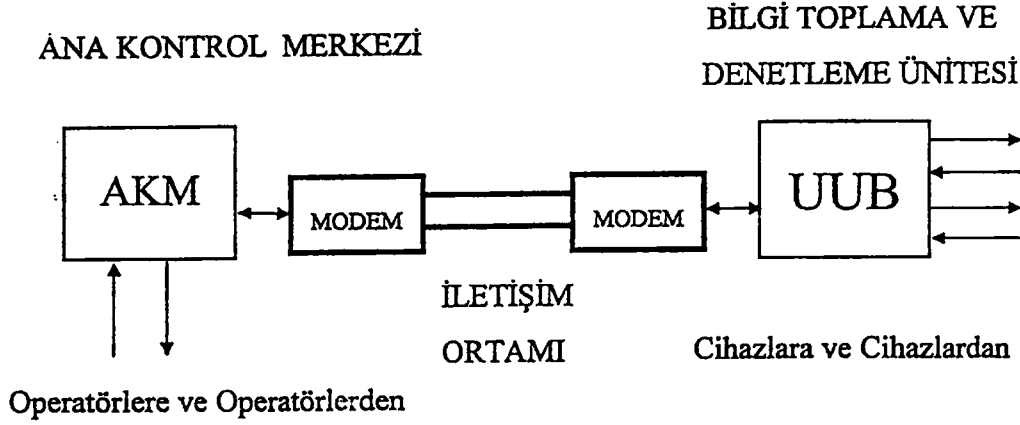 ANA KONTROL MERKEZİ
BİLGİ TOPLAMA VE
DENETLEME ÜNİTESİ
AKM
MODEM
MODEM
UUB
İLETİŞİM
ORTAMI
Cihazlara ve Cihazlardan
Operatörlere ve Operatörlerden